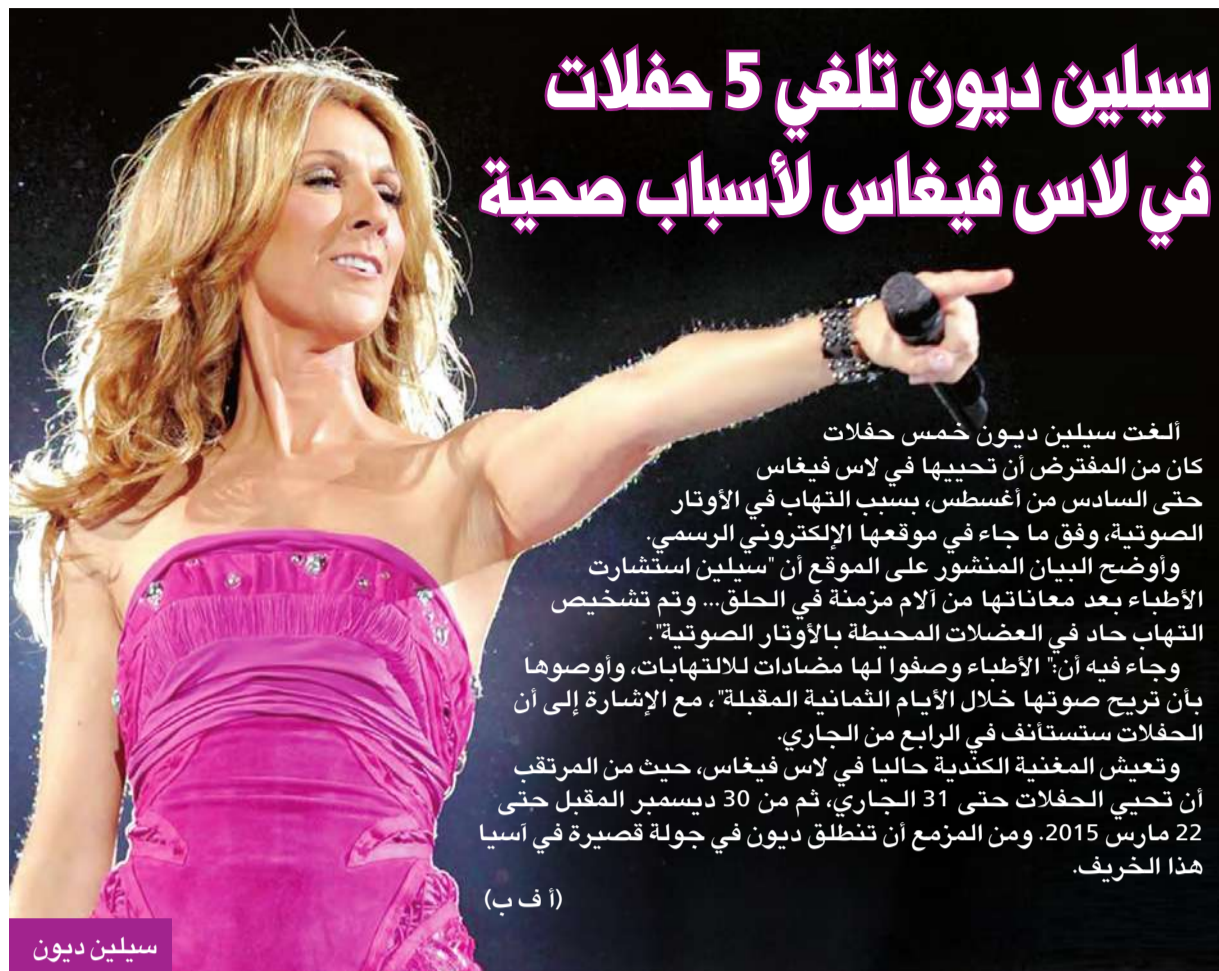 سيلين ديون تلغي 5 حفلات
في لاس فيغاس لأسباب صحية
ألغت سيلين ديون خمس حفلات
كان من المفترض أن تحييها في لاس فيغاس
حتى السادس من أغسطس، بسبب التهاب في الأوتار
الصوتية، وفق ما جاء في موقعها الإلكتروني الرسمي.
وأوضح البيان المنشور على الموقع أن "سيلين استشارت
الأطباء بعد معاناتها من آلام مزمنة في الحلق... وتم تشخيص
التهاب حاد في العضلات المحيطة بالأوتار الصوتية".
وجاء فيه أن:" الأطباء وصفوا لها مضادات للالتهابات، وأوصوها
بأن تريح صوتها خلال الأيام الثمانية المقبلة"، مع الإشارة إلى أن
الحفلات ستستأنف في الرابع من الجاري.
وتعيش المغنية الكندية حاليا في لاس فيغاس، حيث من المرتقب
أن تحيي الحفلات حتى 31 الجاري، ثم من 30 ديسمبر المقبل حتى
22 مارس 2015. ومن المزمع أن تنطلق ديون في جولة قصيرة في آسيا
هذا الخريف.
(أ ف ب)
سيلين ديون